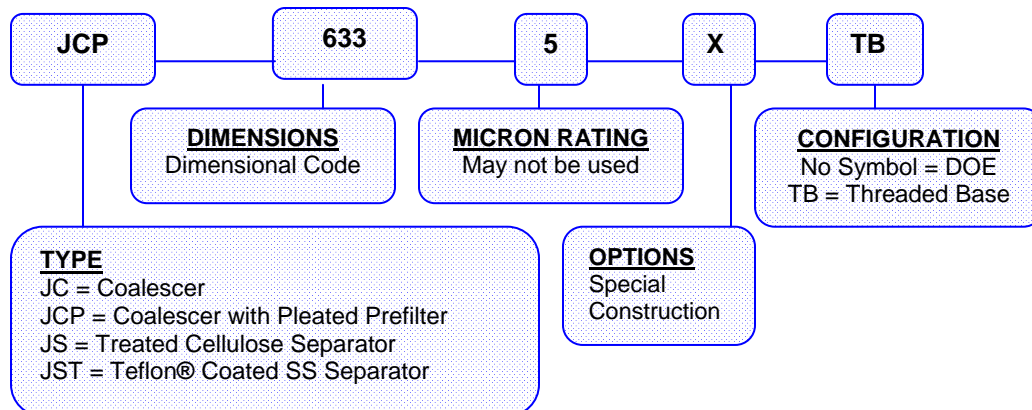 JCP
633
5
X
TB
DIMENSIONS
Dimensional Code
MICRON RATING
May not be used
CONFIGURATION
No Symbol = DOE
TB = Threaded Base
TYPE
JC = Coalescer
JCP = Coalescer with Pleated Prefilter
JS = Treated Cellulose Separator
JST = Teflon® Coated SS Separator
OPTIONS
Special
Construction